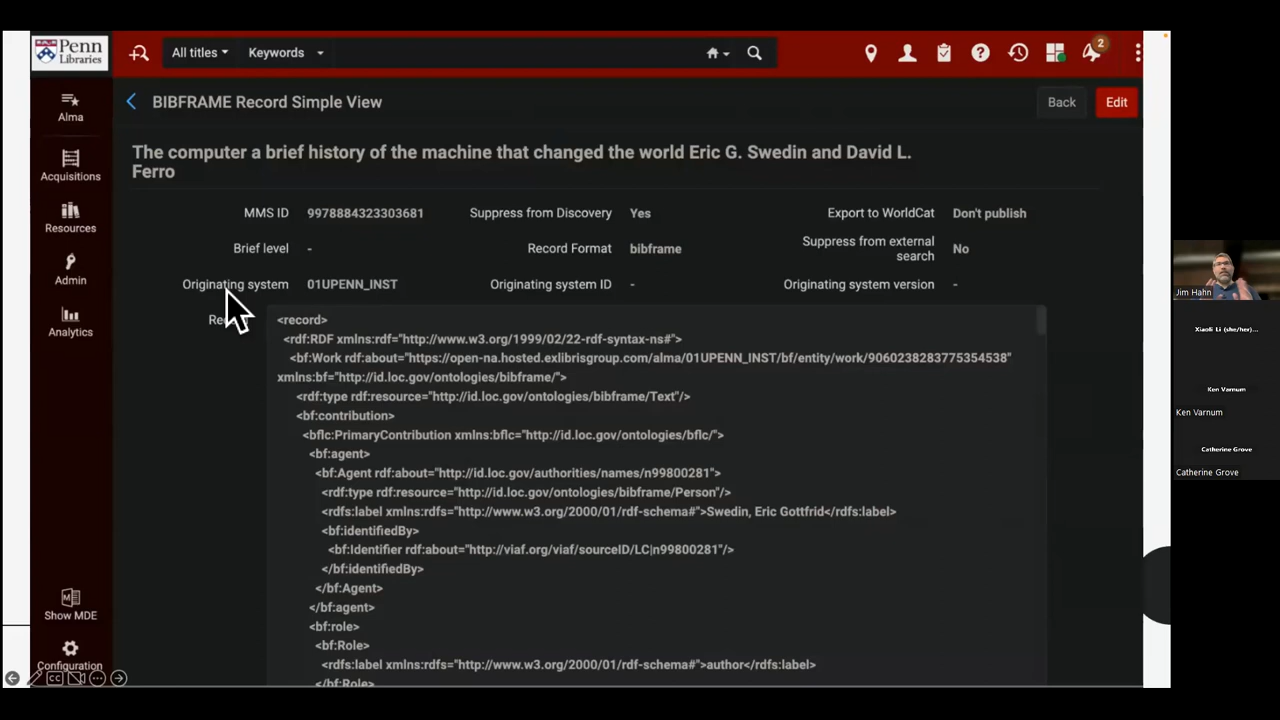 Penn
Libraries
All titles
Keywords
2
Alma
Acquisitions
Resources
Admin
Analytics
Show MDE
Configuration
BIBFRAME Record Simple View
Back
Edit
The computer a brief history of the machine that changed the world Eric G. Swedin and David L.
Ferro
MMS ID 9978884323303681 Suppress from Discovery Yes Export to WorldCat Don't publish
Brief level - Record Format bibframe Suppress from external
search No
Originating system 01UPENN_INST Originating system ID - Originating system version -
<record>
<rdf:RDF xmlns:rdf="http://www.w3.org/1999/02/22-rdf-syntax-ns#">
<bf:Work rdf:about="https://open-na.hosted.exlibrisgroup.com/alma/01UPENN_INST/bf/entity/work/9060238283775354538"
xmlns:bf="http://id.loc.gov/ontologies/bibframe/">
<rdf:type rdf:resource="http://id.loc.gov/ontologies/bibframe/Text"/>
<bf:contribution>
<bflc:PrimaryContribution xmlns:bflc="http://id.loc.gov/ontologies/bflc/">
<bf:agent>
<bf:Agent rdf:about="http://id.loc.gov/authorities/names/n99800281">
<rdf:type rdf:resource="http://id.loc.gov/ontologies/bibframe/Person"/>
<rdfs:label xmlns:rdfs="http://www.w3.org/2000/01/rdf-schema#">Swedin, Eric Gottfrid</rdfs:label>
<bf:identifiedBy>
<bf:Identifier rdf:about="http://viaf.org/viaf/sourceID/LC|n99800281"/>
</bf:identifiedBy>
</bf:Agent>
</bf:agent>
<bf:role>
<bf:Role>
<rdfs:label xmlns:rdfs="http://www.w3.org/2000/01/rdf-schema#">author</rdfs:label>
</bf:Role>
CC
Jim Hahn
Xiaoli Li (she/her)...
Ken Varnum
Ken Varnum
Catherine Grove
Catherine Grove